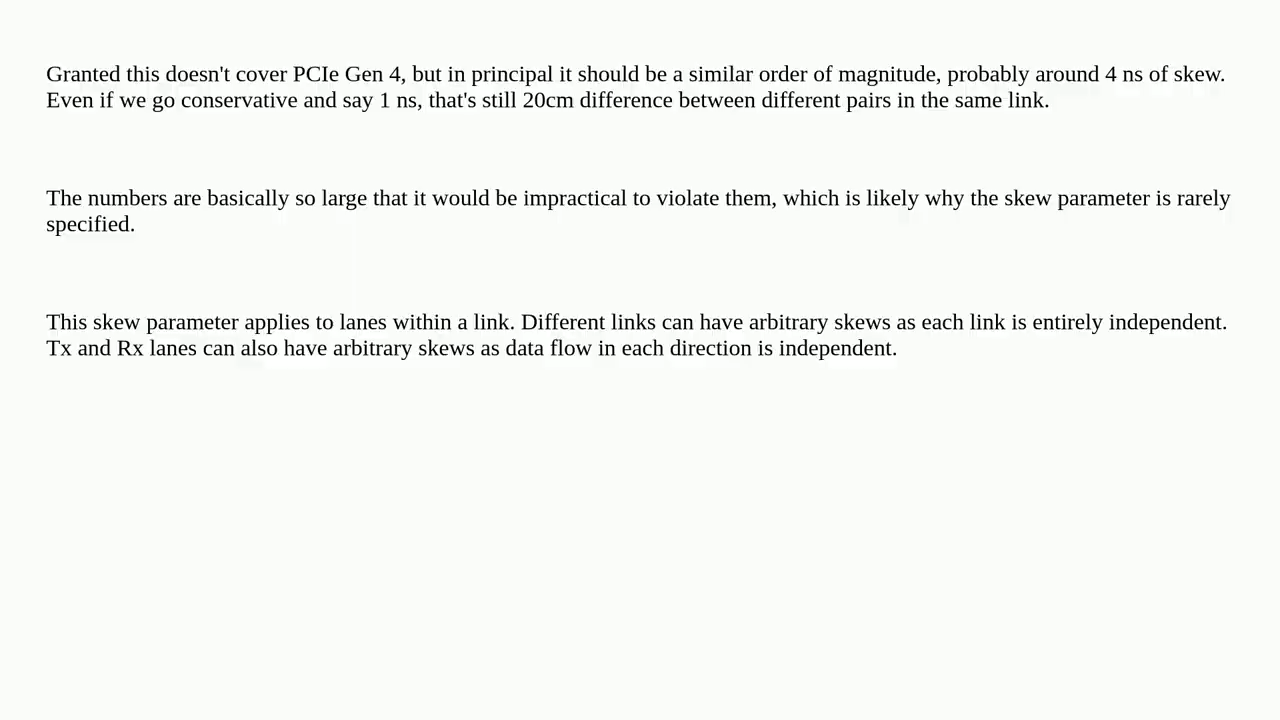 Granted this doesn't cover PCIe Gen 4, but in principal it should be a similar order of magnitude, probably around 4 ns of skew.
Even if we go conservative and say 1 ns, that's still 20cm difference between different pairs in the same link.
The numbers are basically so large that it would be impractical to violate them, which is likely why the skew parameter is rarely
specified.
This skew parameter applies to lanes within a link. Different links can have arbitrary skews as each link is entirely independent.
Tx and Rx lanes can also have arbitrary skews as data flow in each direction is independent.